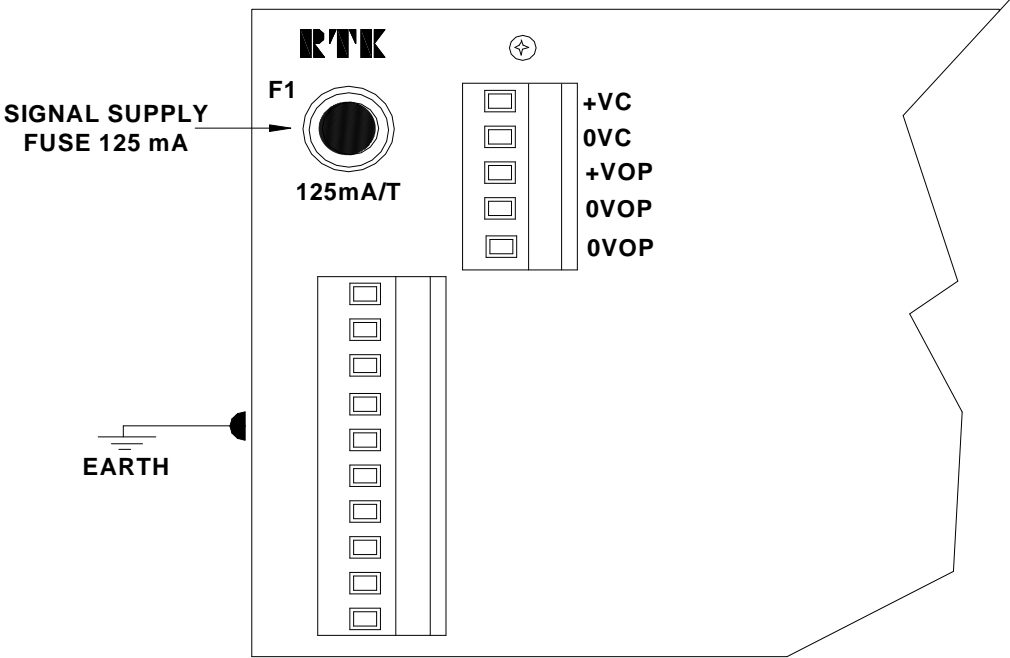 RTK
F1
SIGNAL SUPPLY
FUSE 125 mA
125mA/T
+VC
0VC
+VOP
0VOP
0VOP
EARTH